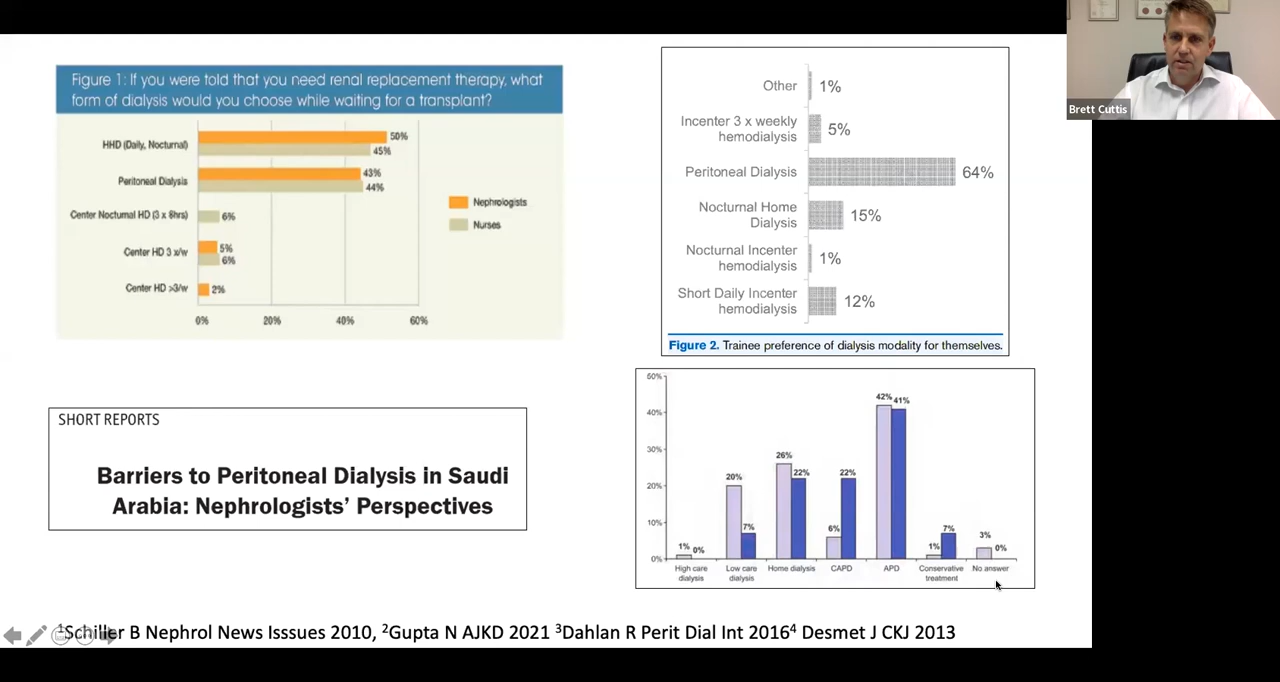 Brett Cuttis
Figure 1: If you were told that you need renal replacement therapy, what
form of dialysis would you choose while waiting for a transplant?
HHD (Daily, Nocturnal)
50%
45%
Peritoneal Dialysis
43%
44%
Center Nocturnal HD (3 x 8hrs)
6%
Center HD 3 x/w
5%
6%
Center HD >3/w
2%
0%
20%
40%
60%
Nephrologists
Nurses
Other
1%
Incenter 3 x weekly
hemodialysis
5%
Peritoneal Dialysis
64%
Nocturnal Home
Dialysis
15%
Nocturnal Incenter
hemodialysis
1%
Short Daily Incenter
hemodialysis
12%
Figure 2. Trainee preference of dialysis modality for themselves.
SHORT REPORTS
Barriers to Peritoneal Dialysis in Saudi
Arabia: Nephrologists' Perspectives
50%
40%
30%
20%
10%
0%
1%
0%
20%
7%
26%
22%
6%
22%
42%
41%
1%
7%
3%
0%
High care
dialysis
Low care
dialysis
Home dialysis
CAPD
APD
Conservative
treatment
No answer
¹Schiller B Nephrol News Isssues 2010, ²Gupta N AJKD 2021 ³Dahlan R Perit Dial Int 2016⁴ Desmet J CKJ 2013